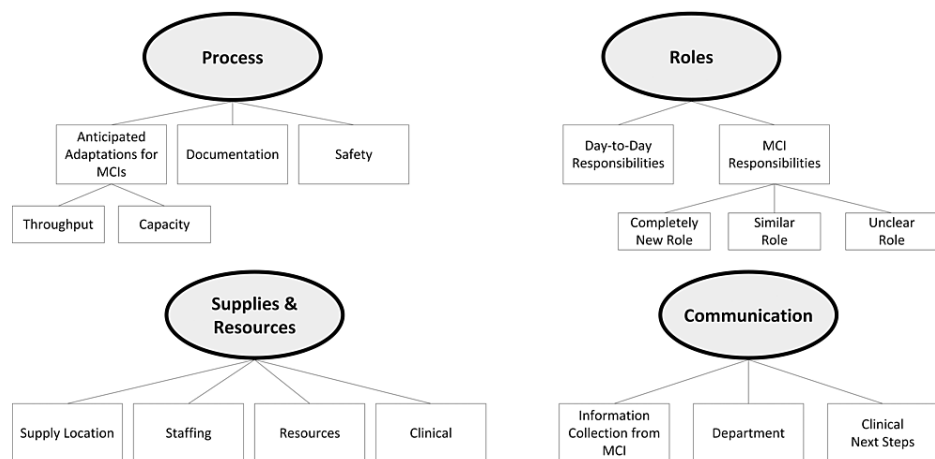 Process
Anticipated
Adaptations for
MCIs
Documentation
Safety
Throughput
Capacity
Roles
Day-to-Day
Responsibilities
MCI
Responsibilities
Completely
New Role
Similar
Role
Unclear
Role
Supplies &
Resources
Supply Location
Staffing
Resources
Clinical
Communication
Information
Collection from
MCI
Department
Clinical
Next Steps